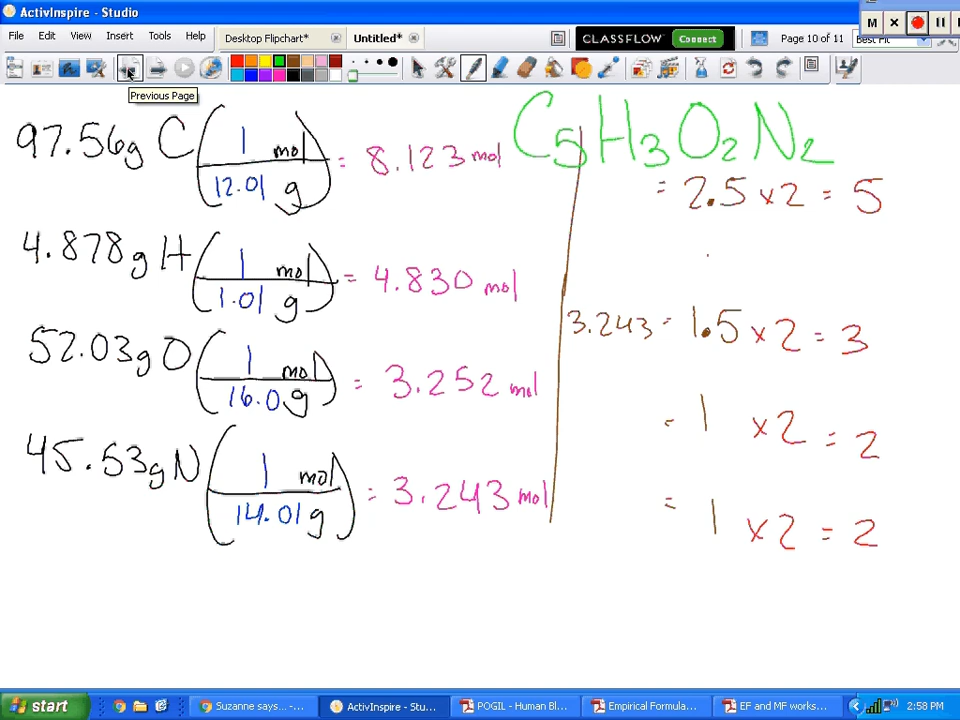 ActivInspire - Studio
M
File Edit View Insert Tools Help
Desktop Flipchart*
Untitled*
CLASSFLOW Connect
Page 10 of 11
Best Fit
Previous Page
C5H3O2N2
97.56g C (1 mol / 12.01 g) = 8.123 mol
= 2.5 x2 = 5
4.878g H (1 mol / 1.01 g) = 4.830 mol
3.243 = 1.5 x2 = 3
52.03g O (1 mol / 16.0 g) = 3.252 mol
= 1 x2 = 2
45.53g N (1 mol / 14.01 g) = 3.243 mol
= 1 x2 = 2
start
Suzanne says... -...
ActivInspire - Stu...
POGIL - Human Bl...
Empirical Formula...
EF and MF works...
2:58 PM